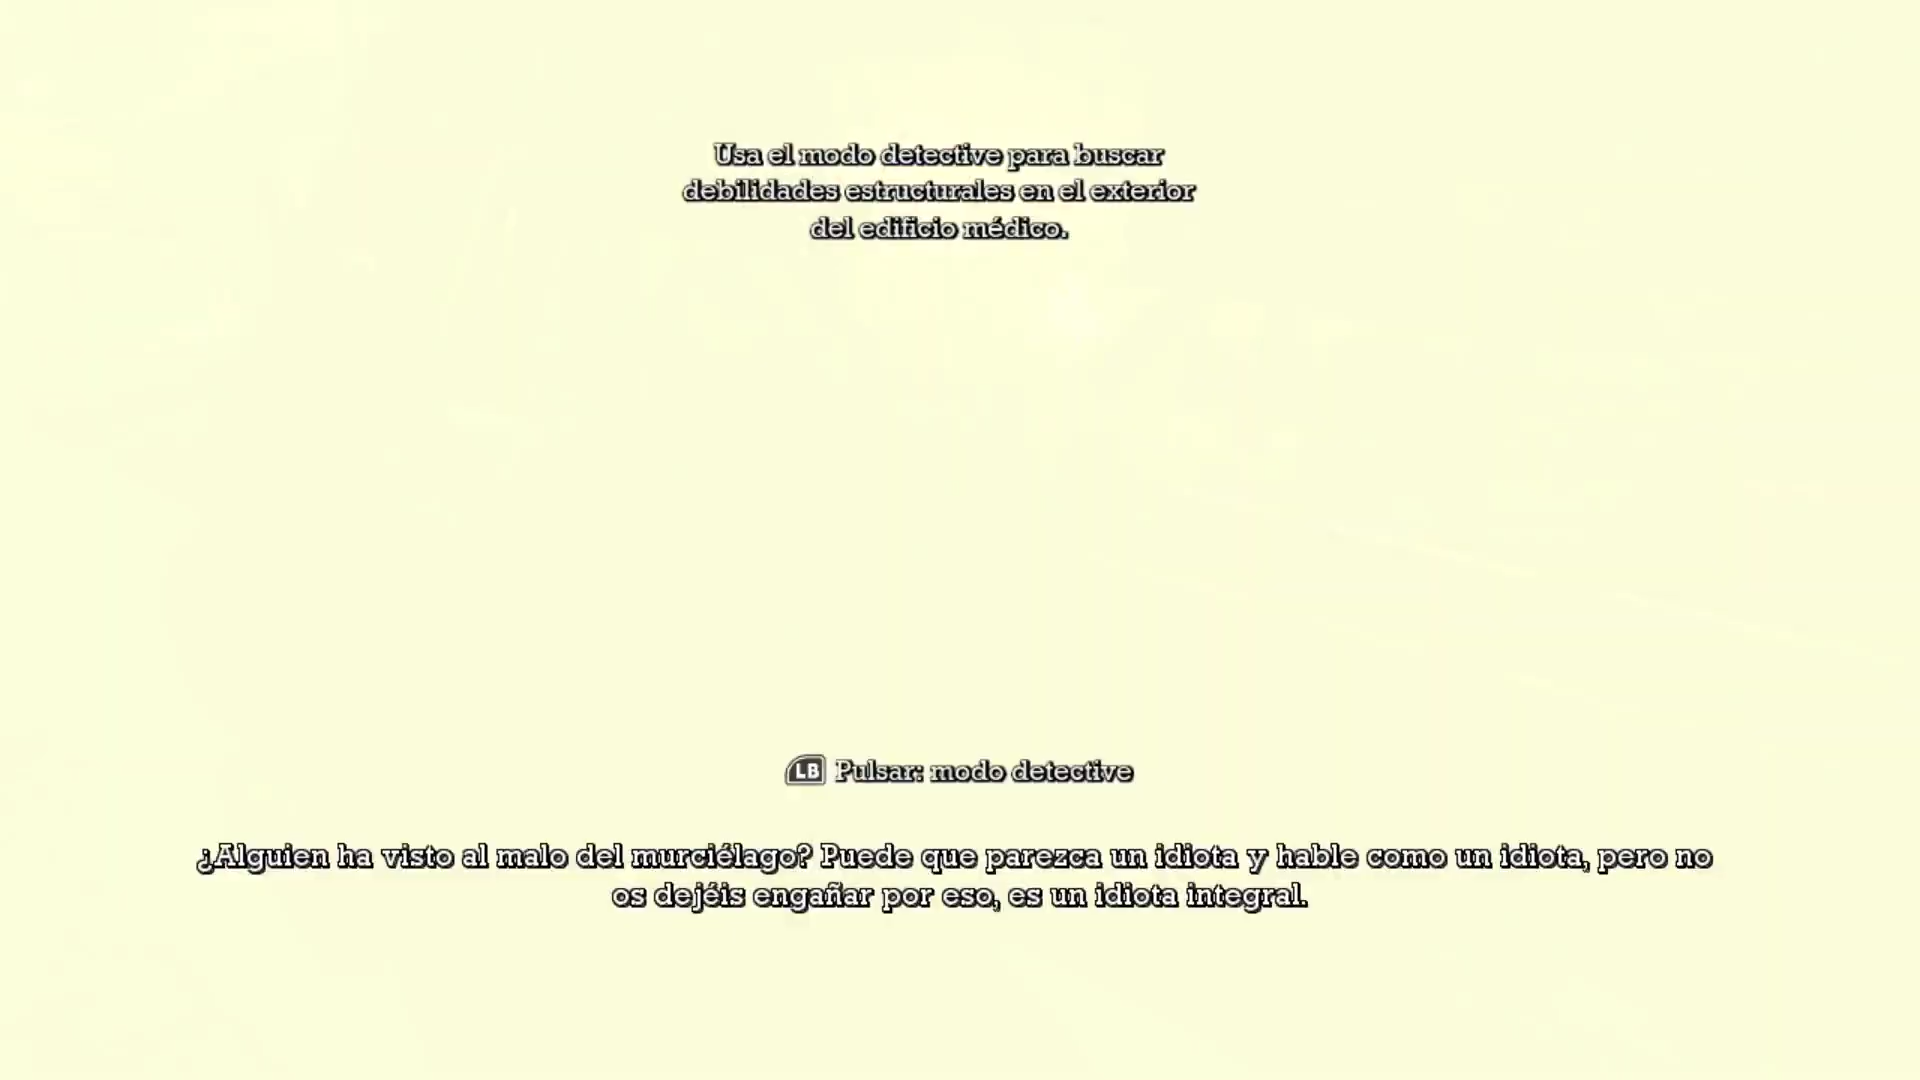 Usa el modo detective para buscar
debilidades estructurales en el exterior
del edificio médico.
LB Pulsar: modo detective
¿Alguien ha visto al malo del murciélago? Puede que parezca un idiota y hable como un idiota, pero no
os dejéis engañar por eso, es un idiota integral.